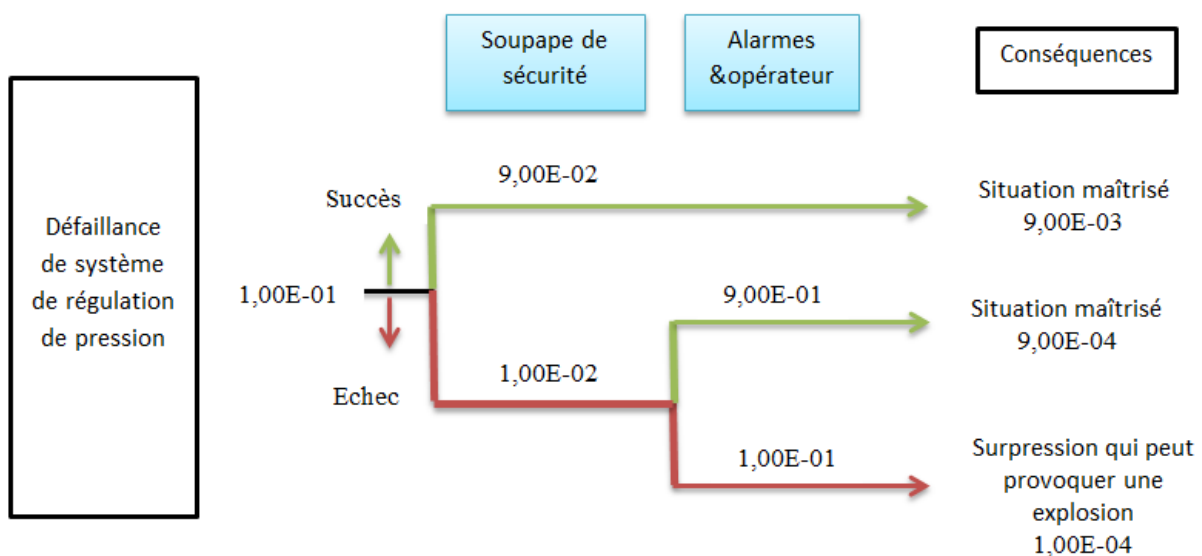 Soupape de
sécurité
Alarmes
&opérateur
Conséquences
Défaillance
de système
de régulation
de pression
1,00E-01
Succès
Echec
9,00E-02
Situation maîtrisé
9,00E-03
9,00E-01
Situation maîtrisé
9,00E-04
1,00E-02
1,00E-01
Surpression qui peut
provoquer une
explosion
1,00E-04